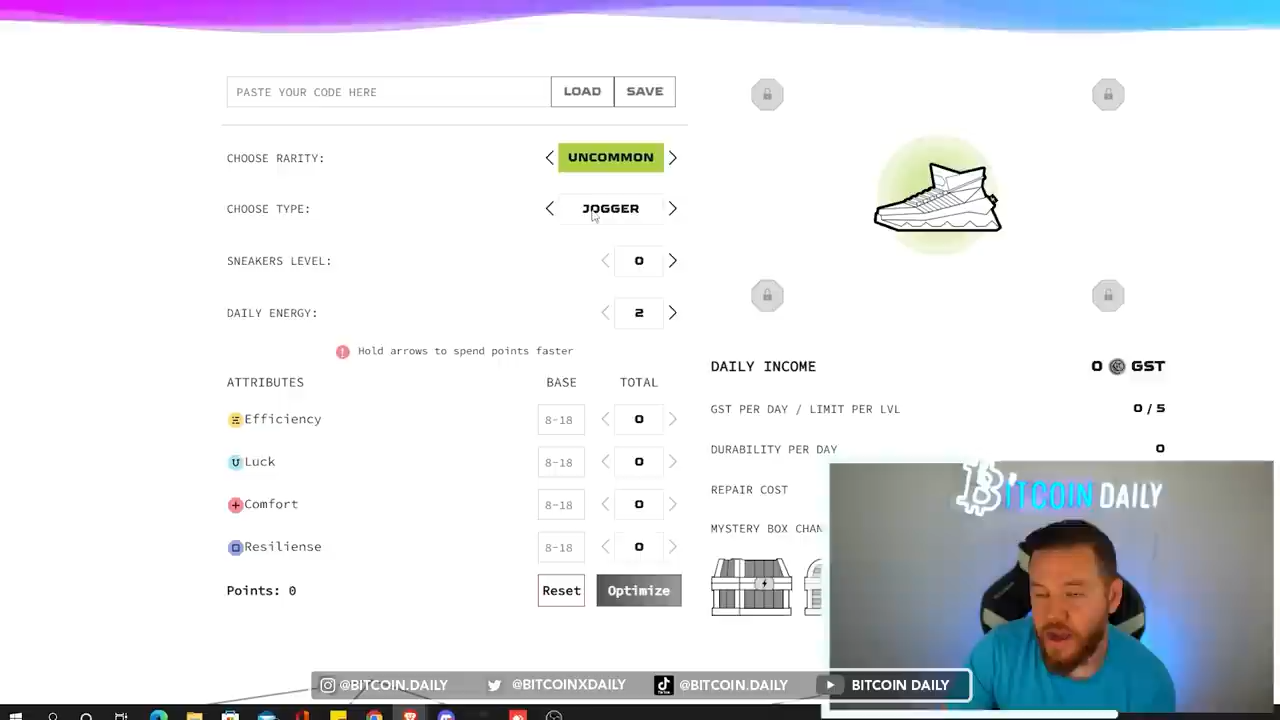 PASTE YOUR CODE HERE LOAD SAVE
CHOOSE RARITY: UNCOMMON
CHOOSE TYPE: JOGGER
SNEAKERS LEVEL: 0
DAILY ENERGY: 2
! Hold arrows to spend points faster
ATTRIBUTES BASE TOTAL
Efficiency 8-18 0
Luck 8-18 0
Comfort 8-18 0
Resiliense 8-18 0
Points: 0 Reset Optimize
DAILY INCOME 0 GST
GST PER DAY / LIMIT PER LVL 0 / 5
DURABILITY PER DAY 0
REPAIR COST
MYSTERY BOX CHAN
BITCOIN DAILY
@BITCOIN.DAILY @BITCOINXDAILY @BITCOIN.DAILY BITCOIN DAILY